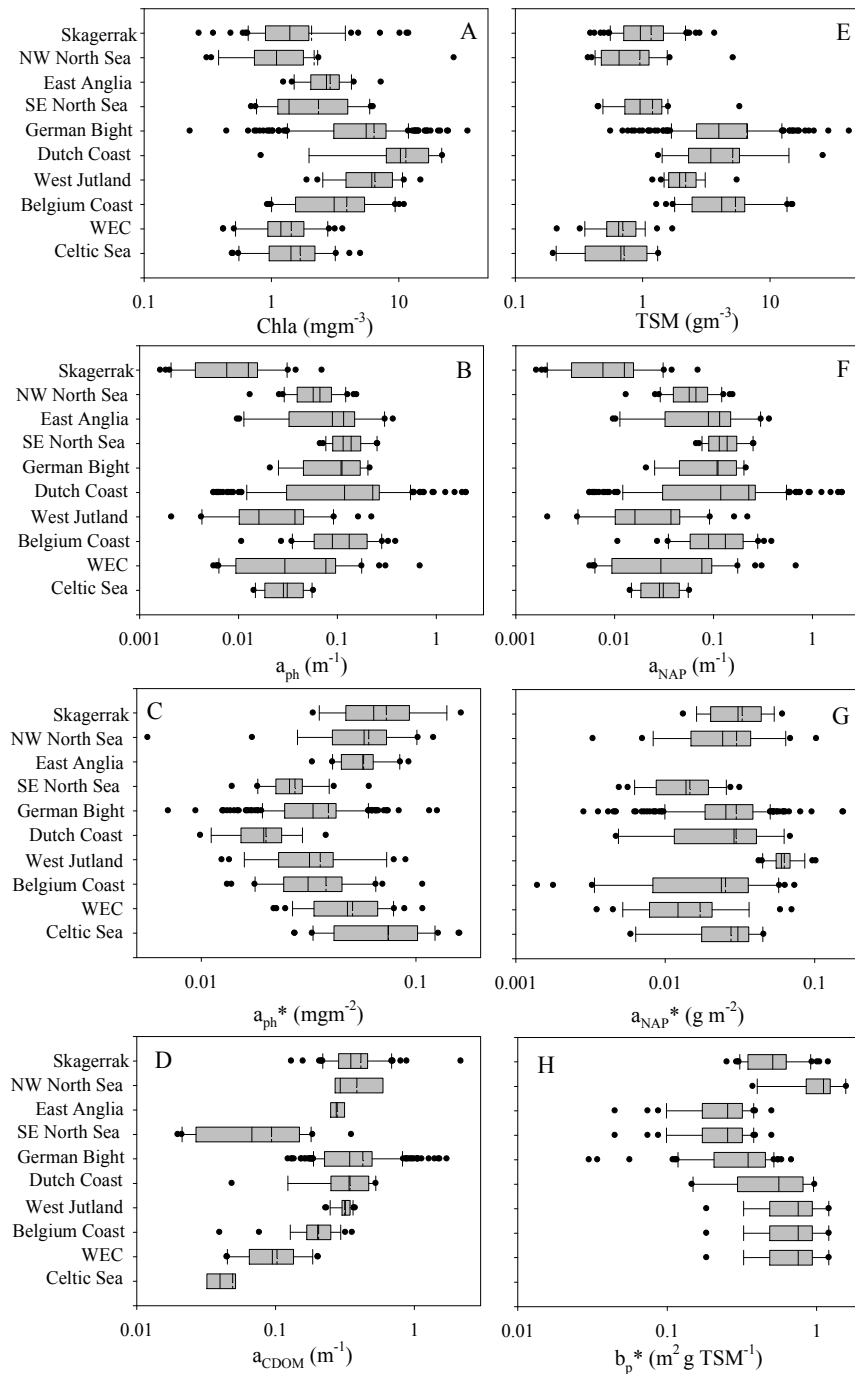 A
Skagerrak
NW North Sea
East Anglia
SE North Sea
German Bight
Dutch Coast
West Jutland
Belgium Coast
WEC
Celtic Sea
0.1 1 10
Chla (mgm-3)
E
0.1 1 10
TSM (gm-3)
B
Skagerrak
NW North Sea
East Anglia
SE North Sea
German Bight
Dutch Coast
West Jutland
Belgium Coast
WEC
Celtic Sea
0.001 0.01 0.1 1
aph (m-1)
F
0.001 0.01 0.1 1
aNAP (m-1)
C
Skagerrak
NW North Sea
East Anglia
SE North Sea
German Bight
Dutch Coast
West Jutland
Belgium Coast
WEC
Celtic Sea
0.01 0.1
aph* (mgm-2)
G
0.001 0.01 0.1
aNAP* (g m-2)
D
Skagerrak
NW North Sea
East Anglia
SE North Sea
German Bight
Dutch Coast
West Jutland
Belgium Coast
WEC
Celtic Sea
0.01 0.1 1
aCDOM (m-1)
H
0.01 0.1 1
bp* (m2 g TSM-1)